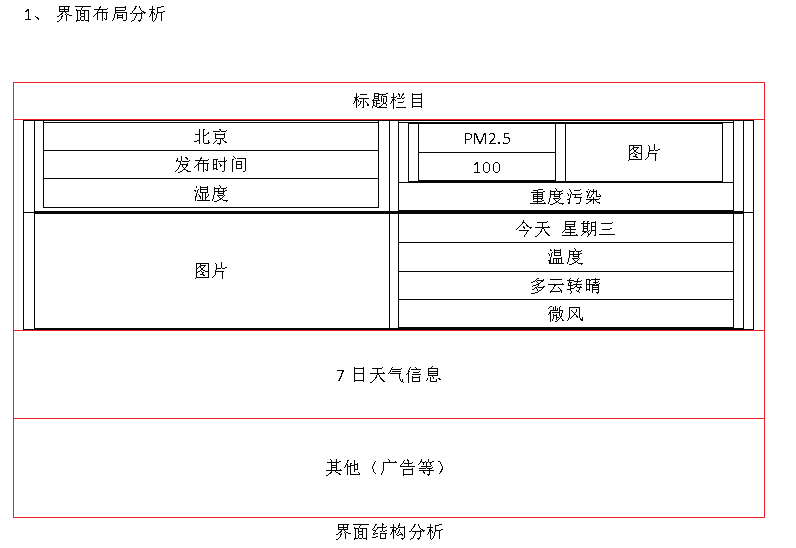 1、 界面布局分析
标题栏目
北京
发布时间
湿度
PM2.5
100
图片
重度污染
图片
今天 星期三
温度
多云转晴
微风
7 日天气信息
其他（广告等）
界面结构分析